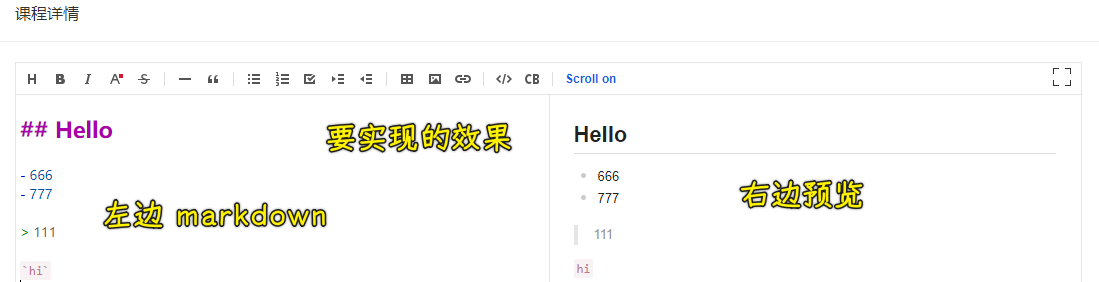 课程详情
H B I A S — “ </> CB Scroll on
## Hello
要实现的效果
Hello
- 666
- 777
666
777
左边 markdown
右边预览
> 111
111
`hi`
hi